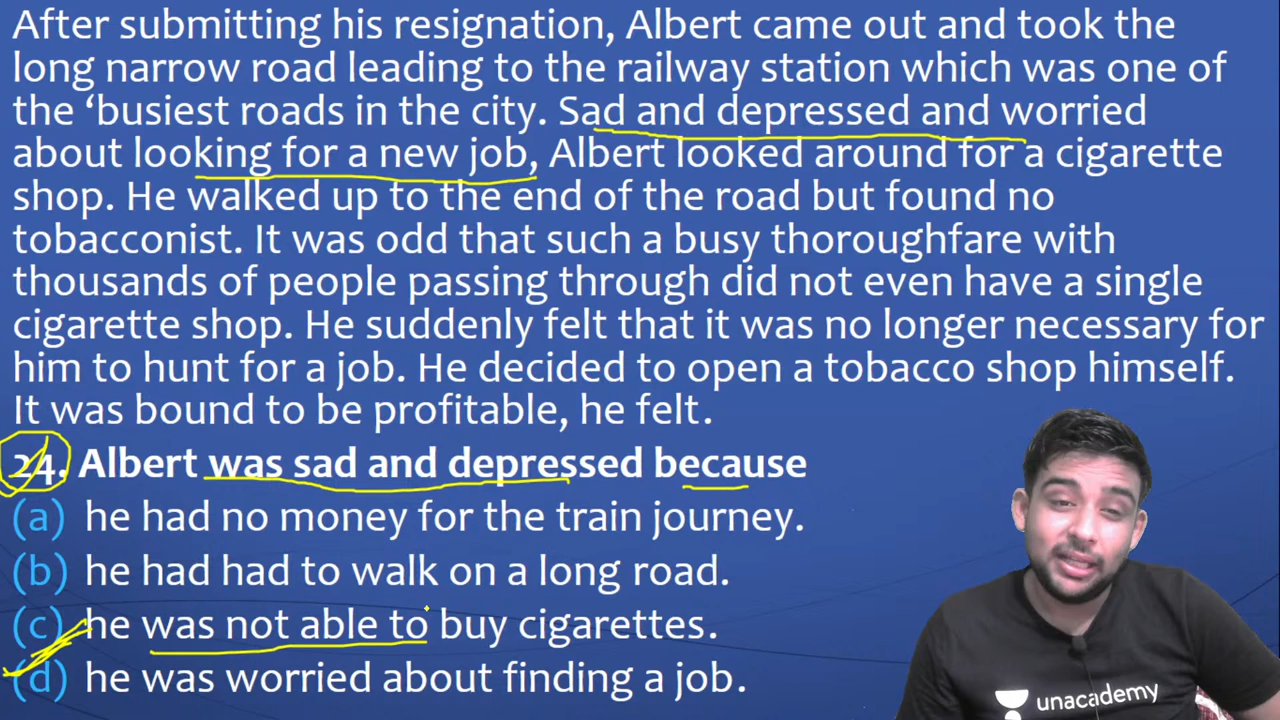 After submitting his resignation, Albert came out and took the
long narrow road leading to the railway station which was one of
the ‘busiest roads in the city. Sad and depressed and worried
about looking for a new job, Albert looked around for a cigarette
shop. He walked up to the end of the road but found no
tobacconist. It was odd that such a busy thoroughfare with
thousands of people passing through did not even have a single
cigarette shop. He suddenly felt that it was no longer necessary for
him to hunt for a job. He decided to open a tobacco shop himself.
It was bound to be profitable, he felt.
24. Albert was sad and depressed because
(a) he had no money for the train journey.
(b) he had had to walk on a long road.
(c) he was not able to buy cigarettes.
(d) he was worried about finding a job.
unacademy